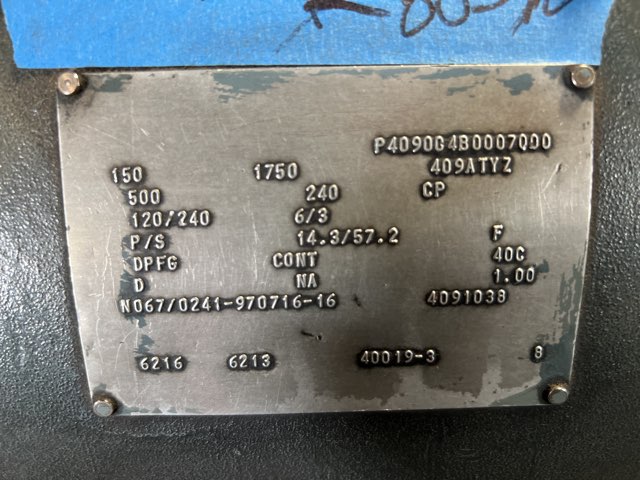 P4090G4B0007Q00
150 1750 409ATYZ
500 240 CP
120/240 6/3
P/S 14.3/57.2 F
DPFG CONT 40C
D NA 1.00
N067/0241-970716-16 4091038
6216 6213 40019-3 8